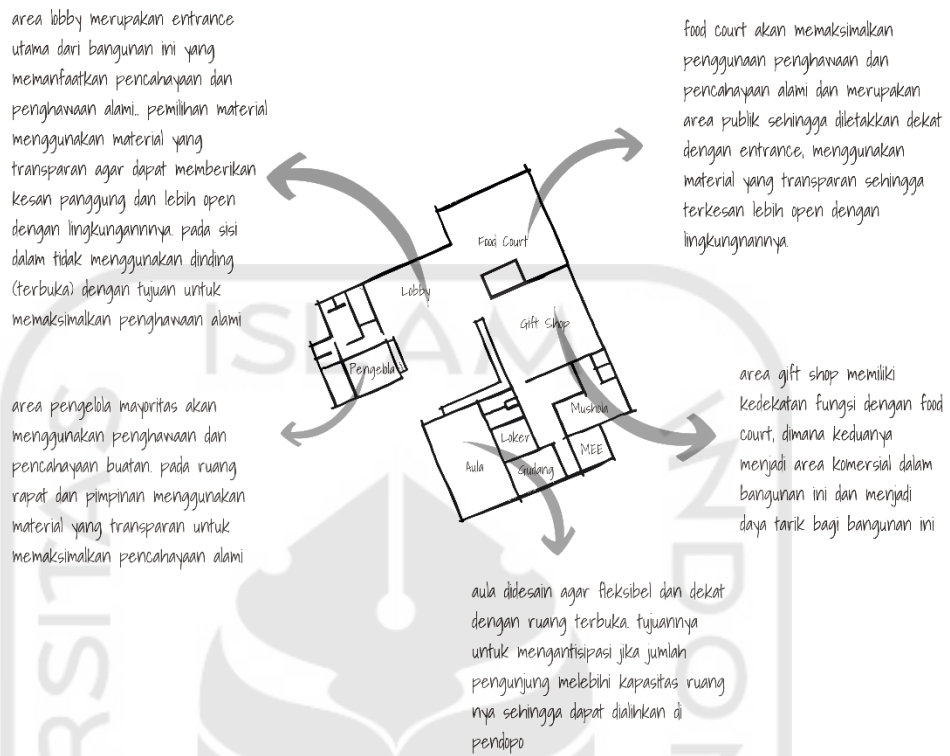 area lobby merupakan entrance
utama dari bangunan ini yang
memanfaatkan pencahayaan dan
penghawaan alami.. pemilihan material
menggunakan material yang
transparan agar dapat memberikan
kesan panggung dan lebih open
dengan lingkungannnya. pada sisi
dalam tidak menggunakan dinding
(terbuka) dengan tujuan untuk
memaksimalkan penghawaan alami
food court akan memaksimalkan
penggunaan penghawaan dan
pencahayaan alami dan merupakan
area publik sehingga diletakkan dekat
dengan entrance, menggunakan
material yang transparan sehingga
terkesan lebih open dengan
lingkungnannya.
Food Court
Lobby
Gift Shop
Pengelola
Mushola
Loker
MEE
Aula
Gudang
area pengelola mayoritas akan
menggunakan penghawaan dan
pencahayaan buatan. pada ruang
rapat dan pimpinan menggunakan
material yang transparan untuk
memaksimalkan pencahayaan alami
area gift shop memiliki
kedekatan fungsi dengan food
court, dimana keduanya
menjadi area komersial dalam
bangunan ini dan menjadi
daya tarik bagi bangunan ini
aula didesain agar fleksibel dan dekat
dengan ruang terbuka. tujuannya
untuk mengantisipasi jika jumlah
pengunjung melebihi kapasitas ruang
nya sehingga dapat dialihkan di
pendopo
ISLAM
RSITAS
INDON